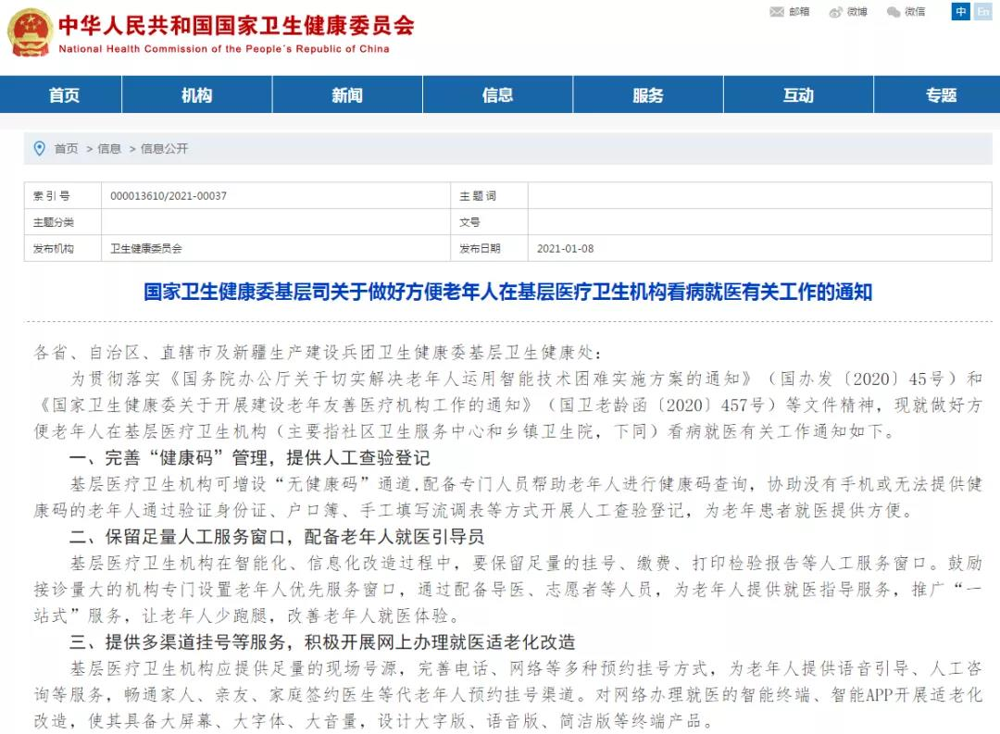 中华人民共和国国家卫生健康委员会
National Health Commission of the People's Republic of China
邮箱 微博 微信 中 En
首页 机构 新闻 信息 服务 互动 专题
首页 > 信息 > 信息公开
索引号 000013610/2021-00037 主题词
主题分类 文号
发布机构 卫生健康委员会 发布日期 2021-01-08
国家卫生健康委基层司关于做好方便老年人在基层医疗卫生机构看病就医有关工作的通知
各省、自治区、直辖市及新疆生产建设兵团卫生健康委基层卫生健康处：
为贯彻落实《国务院办公厅关于切实解决老年人运用智能技术困难实施方案的通知》（国办发〔2020〕45号）和
《国家卫生健康委关于开展建设老年友善医疗机构工作的通知》（国卫老龄函〔2020〕457号）等文件精神，现就做好方
便老年人在基层医疗卫生机构（主要指社区卫生服务中心和乡镇卫生院，下同）看病就医有关工作通知如下。
一、完善“健康码”管理，提供人工查验登记
基层医疗卫生机构可增设“无健康码”通道,配备专门人员帮助老年人进行健康码查询，协助没有手机或无法提供健
康码的老年人通过验证身份证、户口簿、手工填写流调表等方式开展人工查验登记，为老年患者就医提供方便。
二、保留足量人工服务窗口，配备老年人就医引导员
基层医疗卫生机构在智能化、信息化改造过程中，要保留足量的挂号、缴费、打印检验报告等人工服务窗口。鼓励
接诊量大的机构专门设置老年人优先服务窗口，通过配备导医、志愿者等人员，为老年人提供就医指导服务，推广“一
站式”服务，让老年人少跑腿，改善老年人就医体验。
三、提供多渠道挂号等服务，积极开展网上办理就医适老化改造
基层医疗卫生机构应提供足量的现场号源，完善电话、网络等多种预约挂号方式，为老年人提供语音引导、人工咨
询等服务，畅通家人、亲友、家庭签约医生等代老年人预约挂号渠道。对网络办理就医的智能终端、智能APP开展适老化
改造，使其具备大屏幕、大字体、大音量，设计大字版、语音版、简洁版等终端产品。